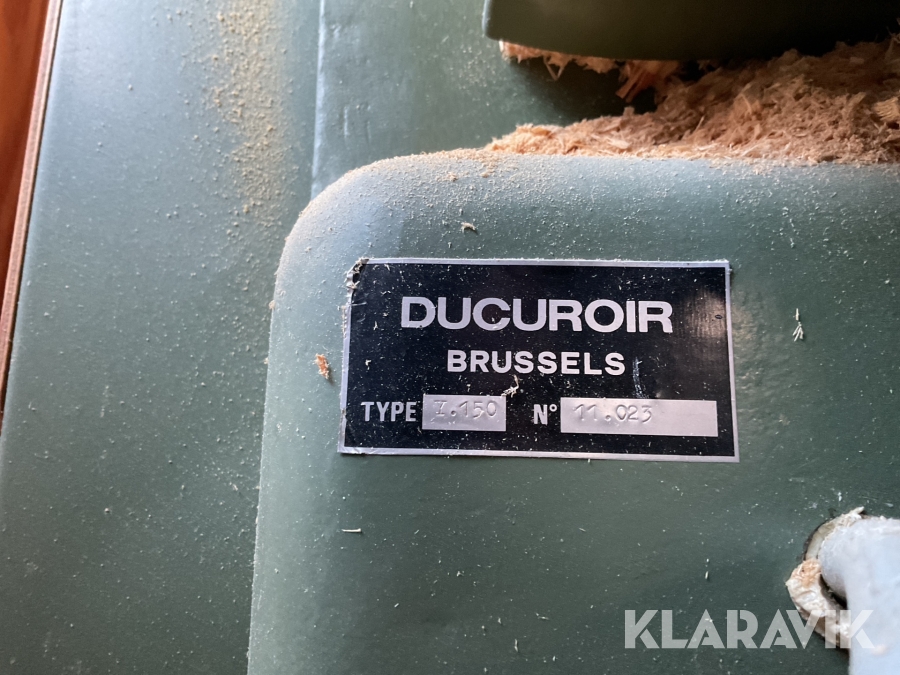 DUCUROIR
BRUSSELS
TYPE I.150 N° 11.023
KLARAVIK